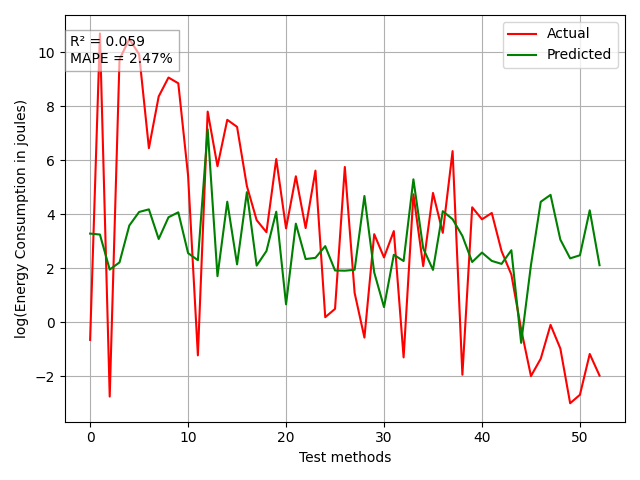 R² = 0.059
MAPE = 2.47%
Actual
Predicted
log(Energy Consumption in joules)
10
8
6
4
2
0
−2
0
10
20
30
40
50
Test methods